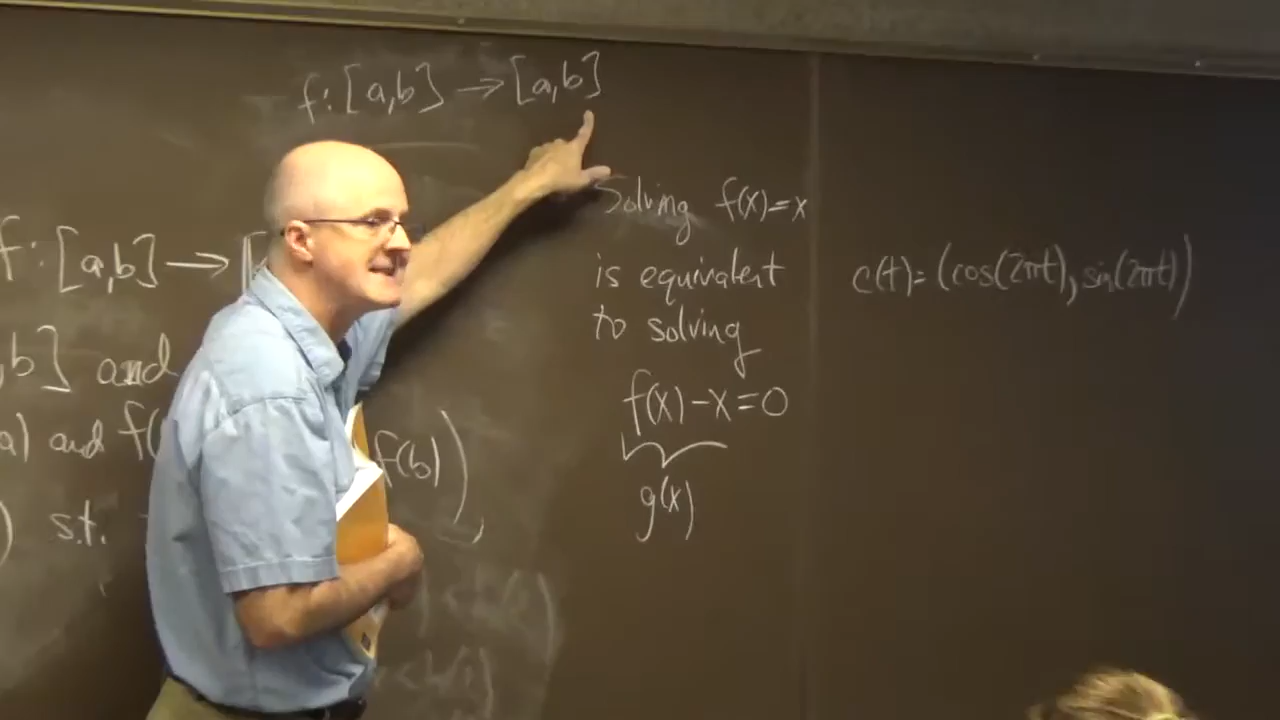 f:[a,b]→[a,b]
f:[a,b]→[
,b] and
a) and f(
f(b)),
) s.t.
Solving f(x)=x
is equivalent
to solving
f(x)-x=0
g(x)
c(t)=(cos(2πt),sin(2πt))